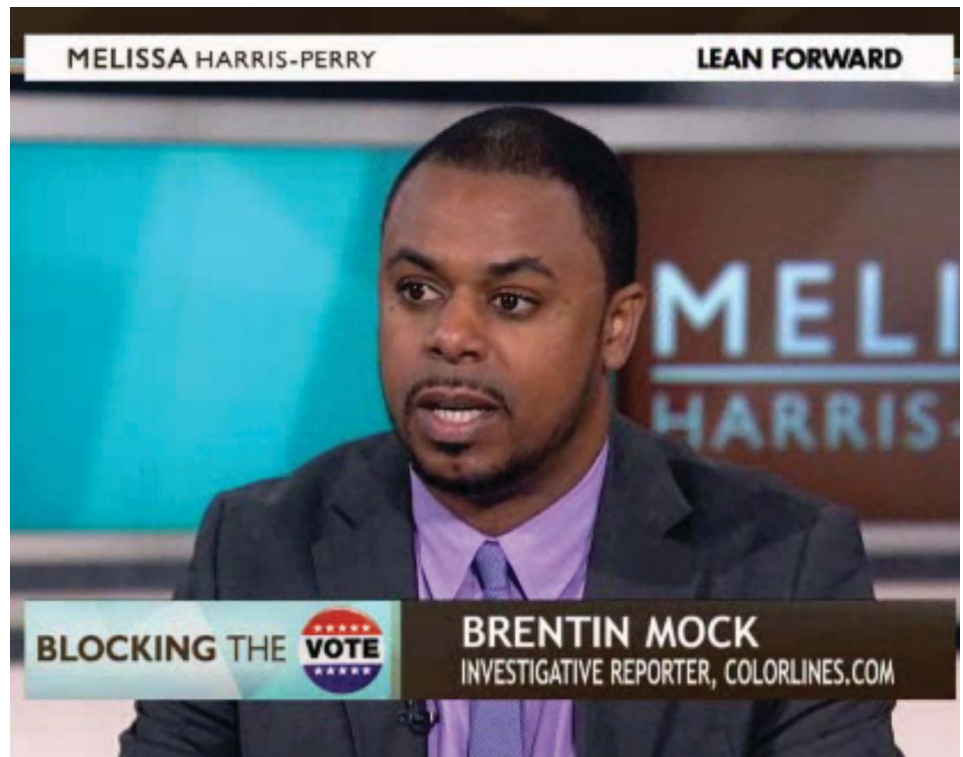 MELISSA HARRIS-PERRY
LEAN FORWARD
MELI
HARRIS-
BLOCKING THE VOTE
BRENTIN MOCK
INVESTIGATIVE REPORTER, COLORLINES.COM